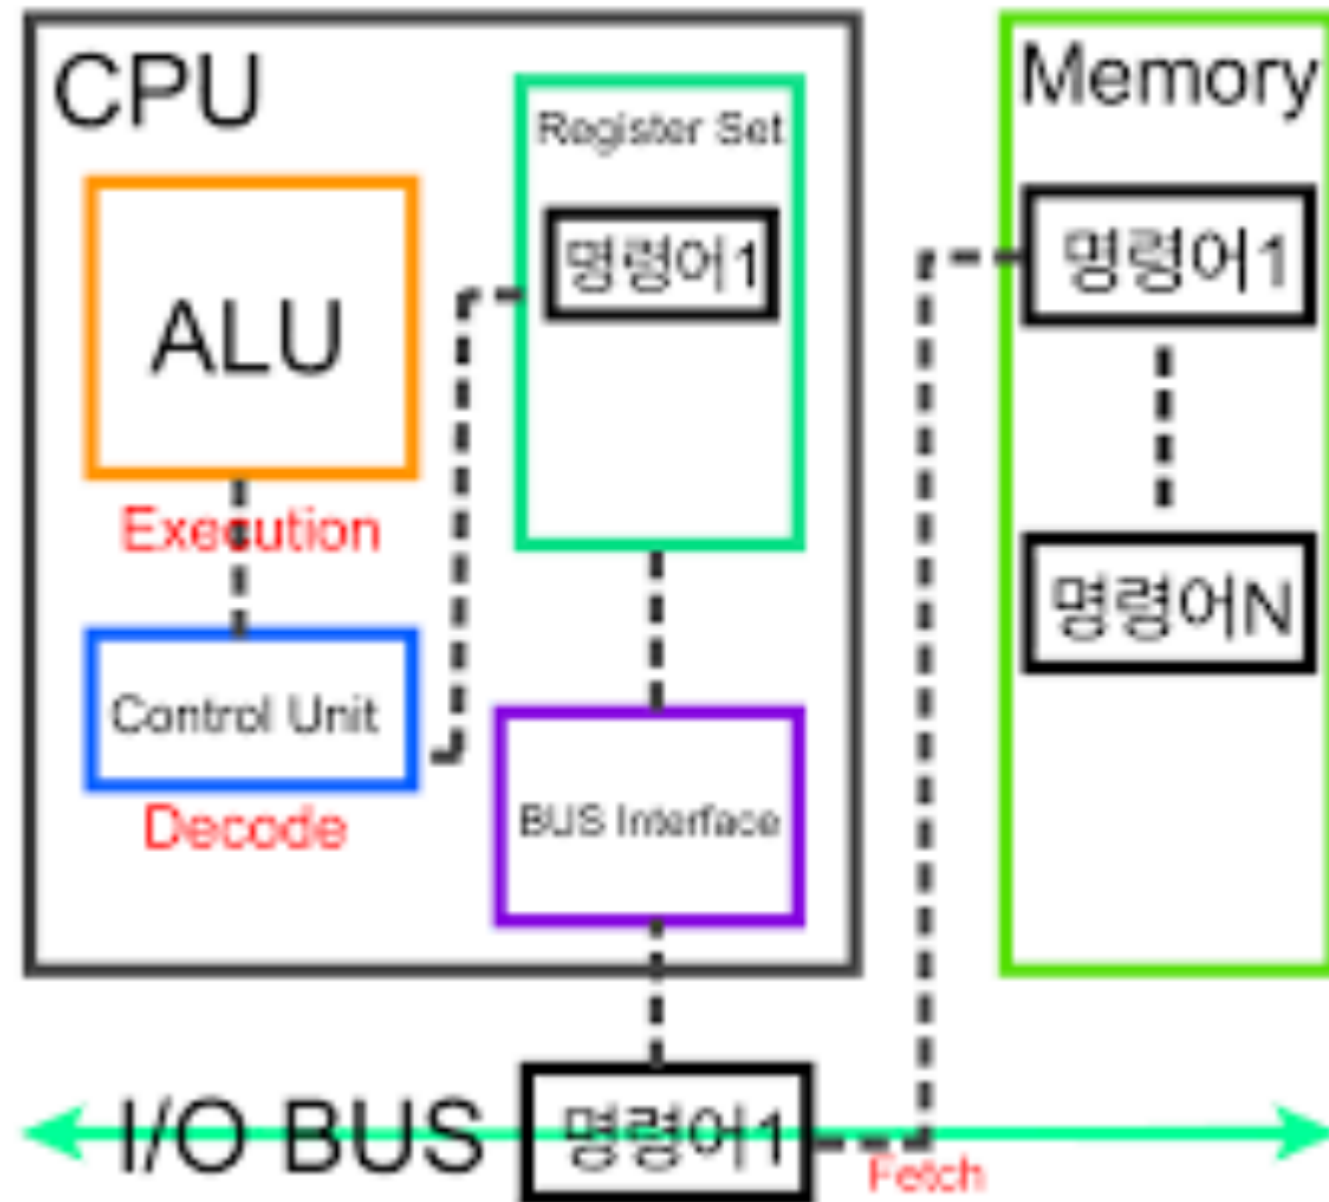 CPU
Register Set
명령어1
ALU
Execution
Control Unit
Decode
BUS Interface
Memory
명령어1
명령어N
I/O BUS
명령어1
Fetch